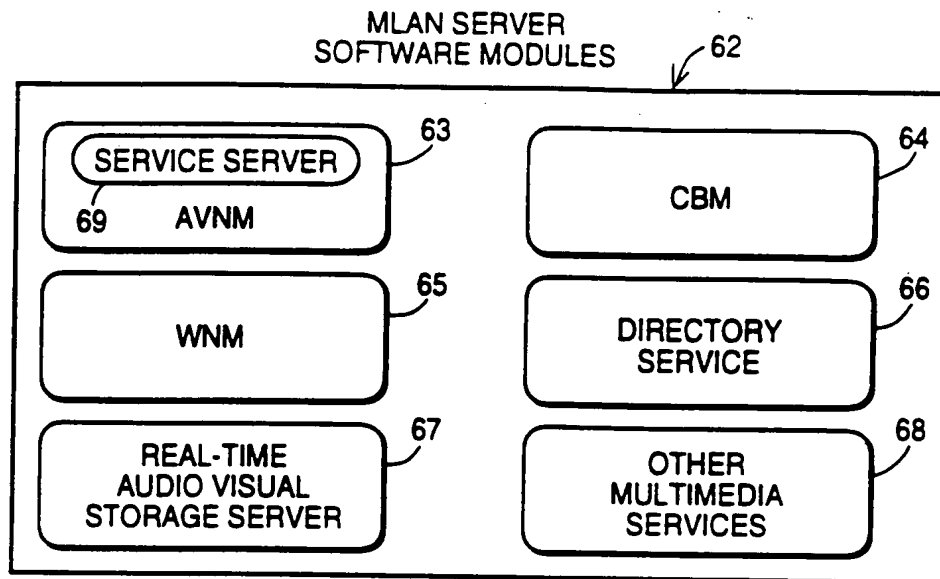 MLAN SERVER
SOFTWARE MODULES
62
SERVICE SERVER
63
69
AVNM
CBM
64
WNM
65
DIRECTORY
SERVICE
66
REAL-TIME
AUDIO VISUAL
STORAGE SERVER
67
OTHER
MULTIMEDIA
SERVICES
68